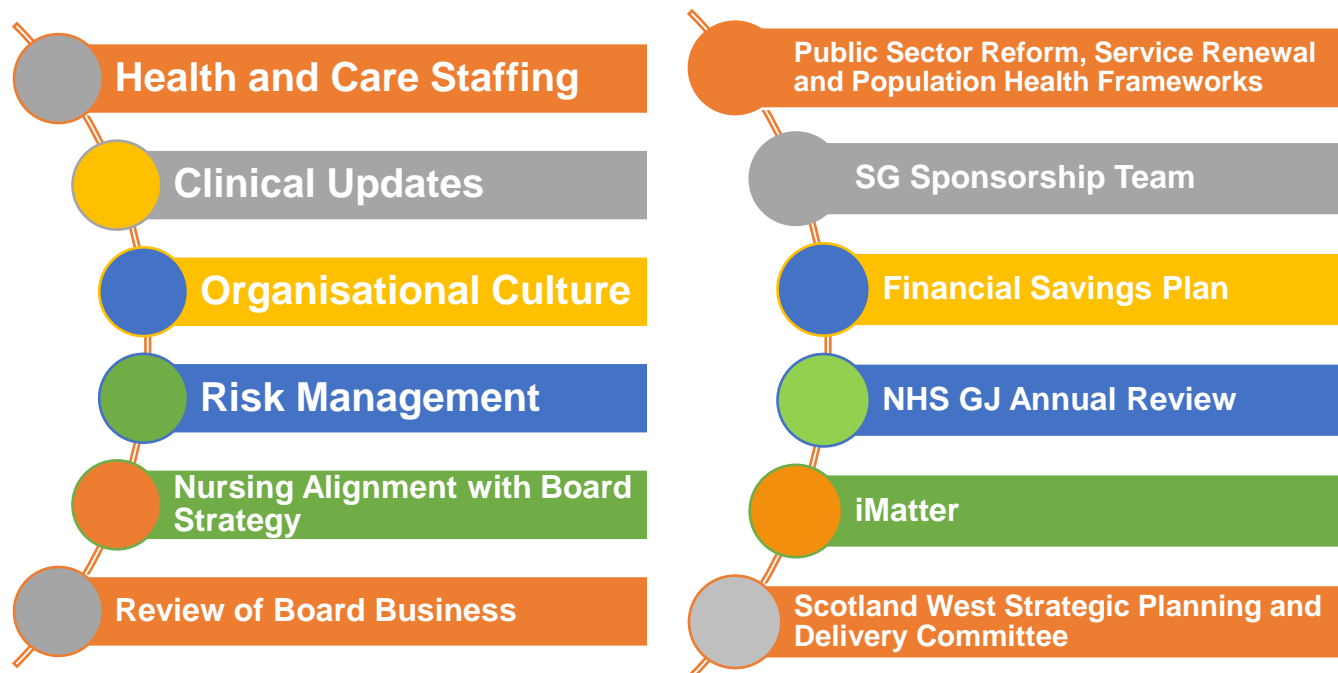 Health and Care Staffing
Clinical Updates
Organisational Culture
Risk Management
Nursing Alignment with Board
Strategy
Review of Board Business
Public Sector Reform, Service Renewal
and Population Health Frameworks
SG Sponsorship Team
Financial Savings Plan
NHS GJ Annual Review
iMatter
Scotland West Strategic Planning and
Delivery Committee